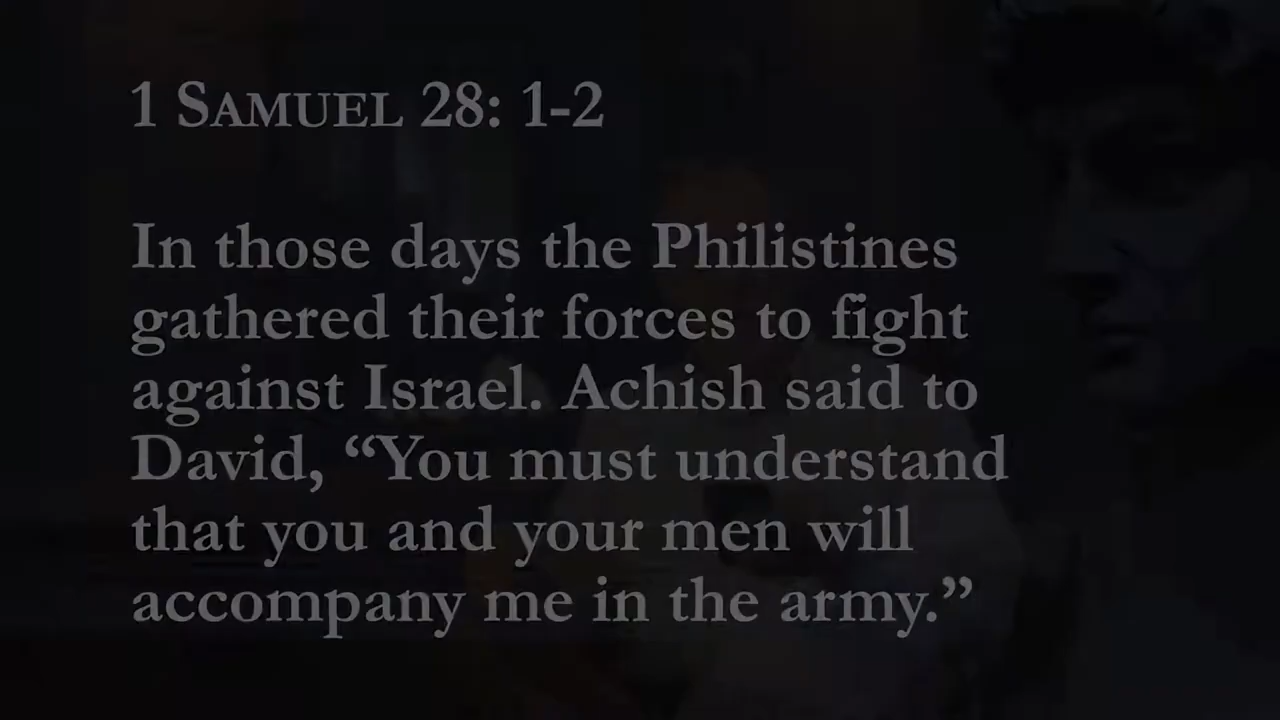 1 SAMUEL 28: 1-2
In those days the Philistines
gathered their forces to fight
against Israel. Achish said to
David, “You must understand
that you and your men will
accompany me in the army.”